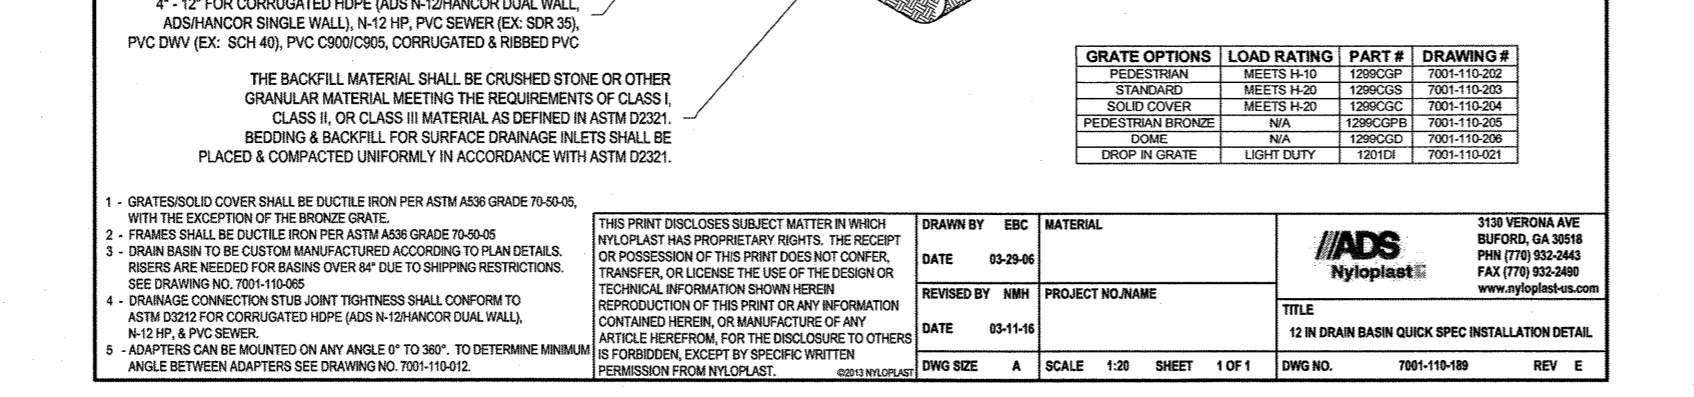 4" - 12" FOR CORRUGATED HDPE (ADS N-12/HANCOR DUAL WALL,
ADS/HANCOR SINGLE WALL), N-12 HP, PVC SEWER (EX: SDR 35),
PVC DWV (EX: SCH 40), PVC C900/C905, CORRUGATED & RIBBED PVC
THE BACKFILL MATERIAL SHALL BE CRUSHED STONE OR OTHER
GRANULAR MATERIAL MEETING THE REQUIREMENTS OF CLASS I,
CLASS II, OR CLASS III MATERIAL AS DEFINED IN ASTM D2321.
BEDDING & BACKFILL FOR SURFACE DRAINAGE INLETS SHALL BE
PLACED & COMPACTED UNIFORMLY IN ACCORDANCE WITH ASTM D2321.
GRATE OPTIONS LOAD RATING PART # DRAWING #
PEDESTRIAN MEETS H-10 1299CGP 7001-110-202
STANDARD MEETS H-20 1299CGS 7001-110-203
SOLID COVER MEETS H-20 1299CGC 7001-110-204
PEDESTRIAN BRONZE N/A 1299CGPB 7001-110-205
DOME N/A 1299CGD 7001-110-206
DROP IN GRATE LIGHT DUTY 1201DI 7001-110-021
1 - GRATES/SOLID COVER SHALL BE DUCTILE IRON PER ASTM A536 GRADE 70-50-05,
WITH THE EXCEPTION OF THE BRONZE GRATE.
2 - FRAMES SHALL BE DUCTILE IRON PER ASTM A536 GRADE 70-50-05
3 - DRAIN BASIN TO BE CUSTOM MANUFACTURED ACCORDING TO PLAN DETAILS.
RISERS ARE NEEDED FOR BASINS OVER 84" DUE TO SHIPPING RESTRICTIONS.
SEE DRAWING NO. 7001-110-065
4 - DRAINAGE CONNECTION STUB JOINT TIGHTNESS SHALL CONFORM TO
ASTM D3212 FOR CORRUGATED HDPE (ADS N-12/HANCOR DUAL WALL),
N-12 HP, & PVC SEWER.
5 - ADAPTERS CAN BE MOUNTED ON ANY ANGLE 0° TO 360°. TO DETERMINE MINIMUM
ANGLE BETWEEN ADAPTERS SEE DRAWING NO. 7001-110-012.
THIS PRINT DISCLOSES SUBJECT MATTER IN WHICH
NYLOPLAST HAS PROPRIETARY RIGHTS. THE RECEIPT
OR POSSESSION OF THIS PRINT DOES NOT CONFER,
TRANSFER, OR LICENSE THE USE OF THE DESIGN OR
TECHNICAL INFORMATION SHOWN HEREIN
REPRODUCTION OF THIS PRINT OR ANY INFORMATION
CONTAINED HEREIN, OR MANUFACTURE OF ANY
ARTICLE HEREFROM, FOR THE DISCLOSURE TO OTHERS
IS FORBIDDEN, EXCEPT BY SPECIFIC WRITTEN
PERMISSION FROM NYLOPLAST.
©2013 NYLOPLAST
DRAWN BY EBC
DATE 03-29-06
REVISED BY NMH
DATE 03-11-16
DWG SIZE A
MATERIAL
PROJECT NO./NAME
SCALE 1:20 SHEET 1 OF 1
ADS
Nyloplast
3130 VERONA AVE
BUFORD, GA 30518
PHN (770) 932-2443
FAX (770) 932-2490
www.nyloplast-us.com
TITLE
12 IN DRAIN BASIN QUICK SPEC INSTALLATION DETAIL
DWG NO. 7001-110-189 REV E